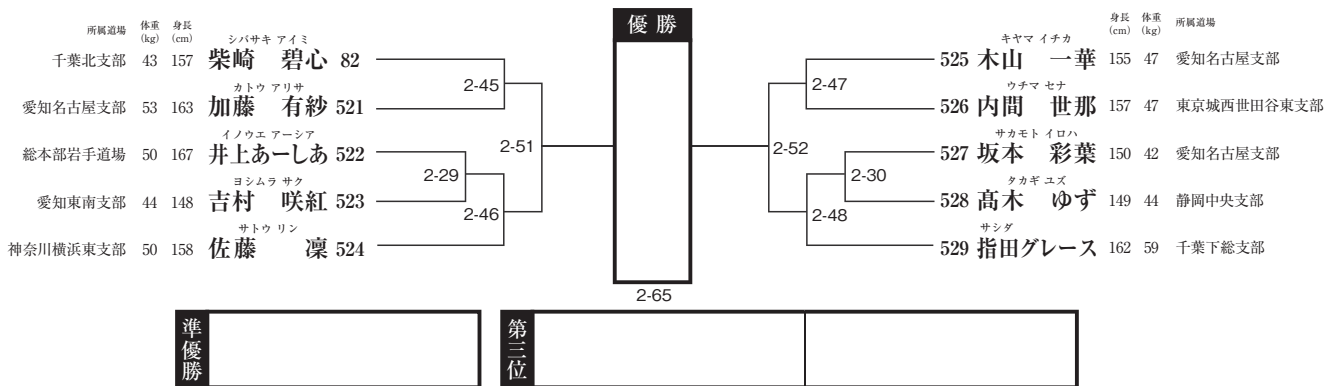 所属道場 体重(kg) 身長(cm)
シバサキ アイミ
千葉北支部 43 157 柴崎 碧心 82
カトウ アリサ
愛知名古屋支部 53 163 加藤 有紗 521
イノウエ アーシア
総本部岩手道場 50 167 井上あーしあ 522
ヨシムラ サク
愛知東南支部 44 148 吉村 咲紅 523
サトウ リン
神奈川横浜東支部 50 158 佐藤 凜 524
2-45
2-29
2-46
2-51
優勝
2-65
身長(cm) 体重(kg) 所属道場
キヤマ イチカ
525 木山 一華 155 47 愛知名古屋支部
ウチマ セナ
526 内間 世那 157 47 東京城西世田谷東支部
サカモト イロハ
527 坂本 彩葉 150 42 愛知名古屋支部
タカギ ユズ
528 髙木 ゆず 149 44 静岡中央支部
サシダ
529 指田グレース 162 59 千葉下総支部
2-47
2-30
2-48
2-52
準優勝
第三位